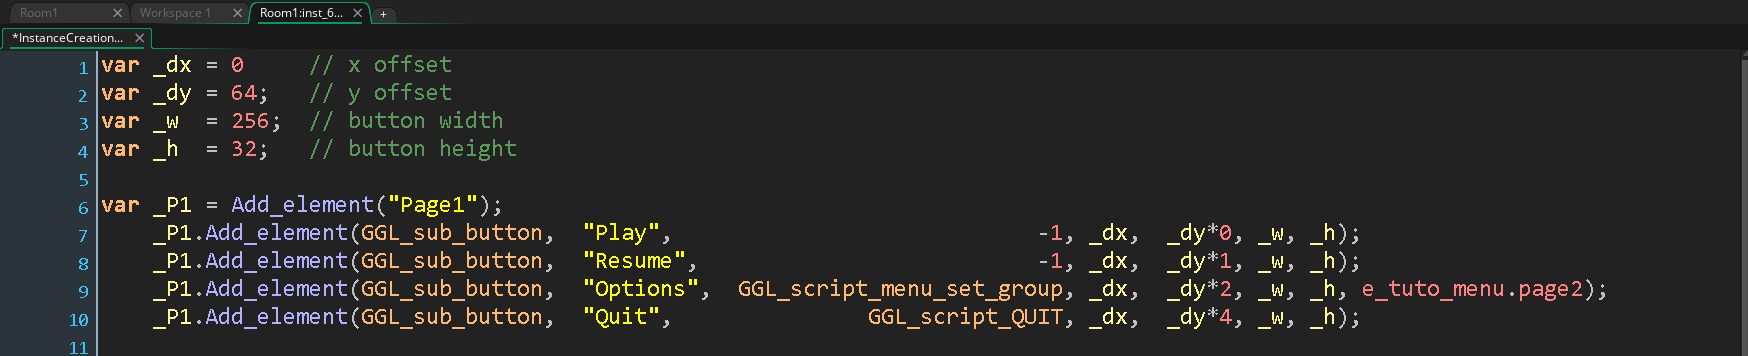 Room1 × Workspace 1 × Room1:inst_6... × +
*InstanceCreation... ×
1 var _dx = 0 // x offset
2 var _dy = 64; // y offset
3 var _w = 256; // button width
4 var _h = 32; // button height
5
6 var _P1 = Add_element("Page1");
7 _P1.Add_element(GGL_sub_button, "Play", -1, _dx, _dy*0, _w, _h);
8 _P1.Add_element(GGL_sub_button, "Resume", -1, _dx, _dy*1, _w, _h);
9 _P1.Add_element(GGL_sub_button, "Options", GGL_script_menu_set_group, _dx, _dy*2, _w, _h, e_tuto_menu.page2);
10 _P1.Add_element(GGL_sub_button, "Quit", GGL_script_QUIT, _dx, _dy*4, _w, _h);
11